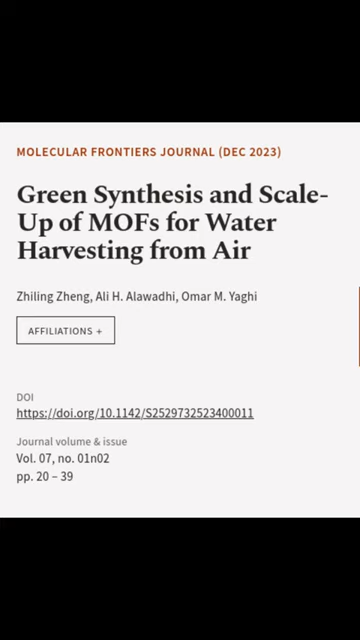 MOLECULAR FRONTIERS JOURNAL (DEC 2023)
Green Synthesis and Scale-
Up of MOFs for Water
Harvesting from Air
Zhiling Zheng, Ali H. Alawadhi, Omar M. Yaghi
AFFILIATIONS +
DOI
https://doi.org/10.1142/S2529732523400011
Journal volume & issue
Vol. 07, no. 01n02
pp. 20 – 39